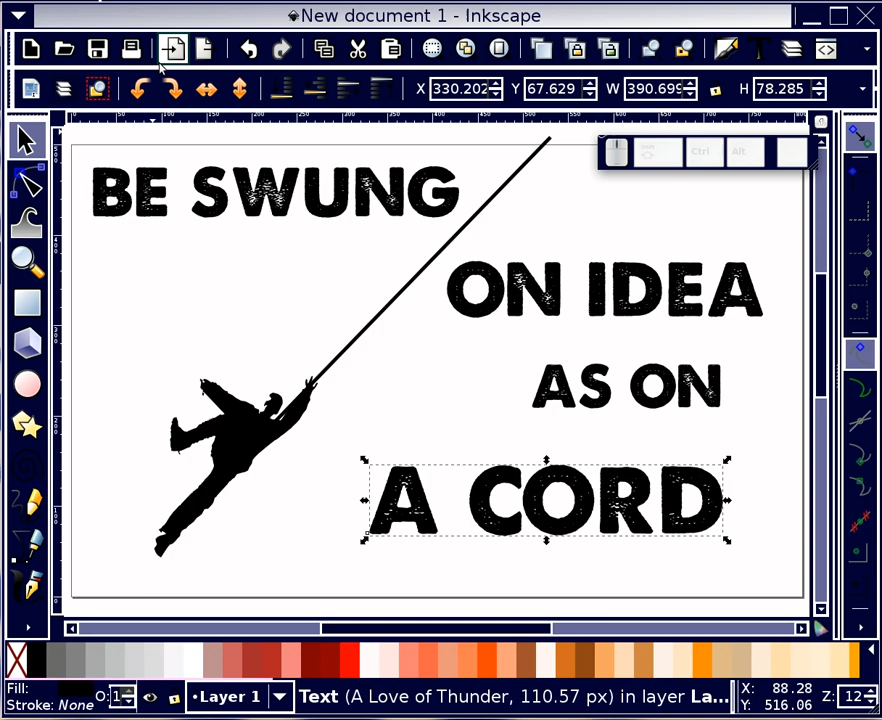 New document 1 - Inkscape
X 330.202 Y 67.629 W 390.699 H 78.285
Ctrl Alt
BE SWUNG
ON IDEA
AS ON
A CORD
Fill:
Stroke: None
O: 1
•Layer 1
Text (A Love of Thunder, 110.57 px) in layer La...
X: 88.28
Y: 516.06
Z: 12